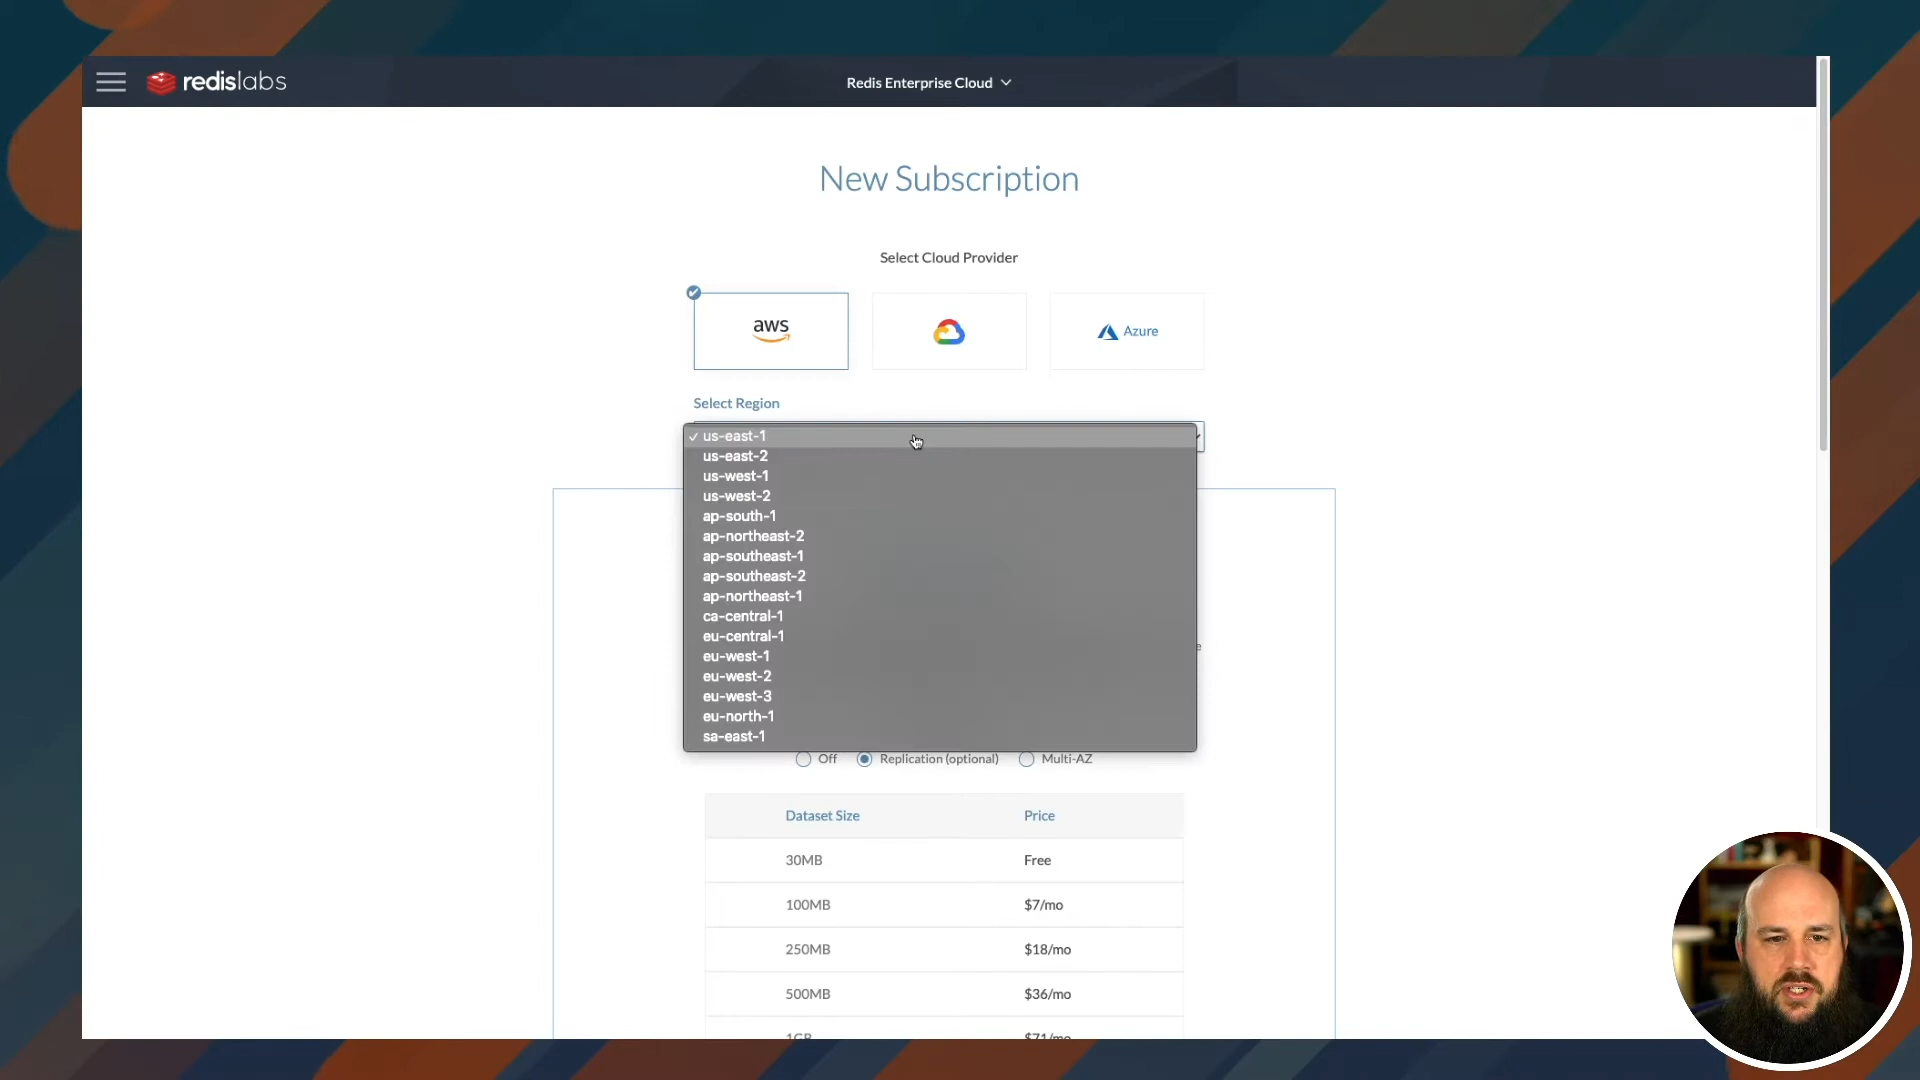 redislabs
Redis Enterprise Cloud
New Subscription
Select Cloud Provider
aws
Azure
Select Region
✓ us-east-1
us-east-2
us-west-1
us-west-2
ap-south-1
ap-northeast-2
ap-southeast-1
ap-southeast-2
ap-northeast-1
ca-central-1
eu-central-1
eu-west-1
eu-west-2
eu-west-3
eu-north-1
sa-east-1
Off Replication (optional) Multi-AZ
Dataset Size Price
30MB Free
100MB $7/mo
250MB $18/mo
500MB $36/mo
1GB $71/mo